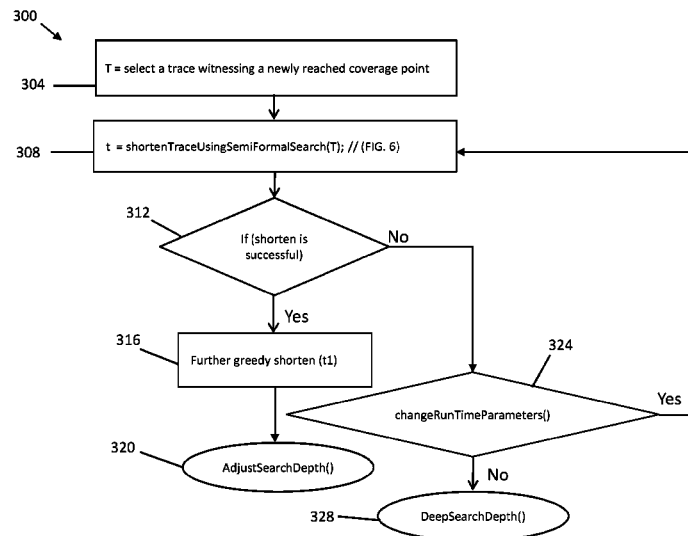 300
T = select a trace witnessing a newly reached coverage point
304
t = shortenTraceUsingSemiFormalSearch(T); // (FIG. 6)
308
312
If (shorten is
successful)
No
Yes
316
Further greedy shorten (t1)
324
changeRunTimeParameters()
Yes
320
AdjustSearchDepth()
No
328
DeepSearchDepth()